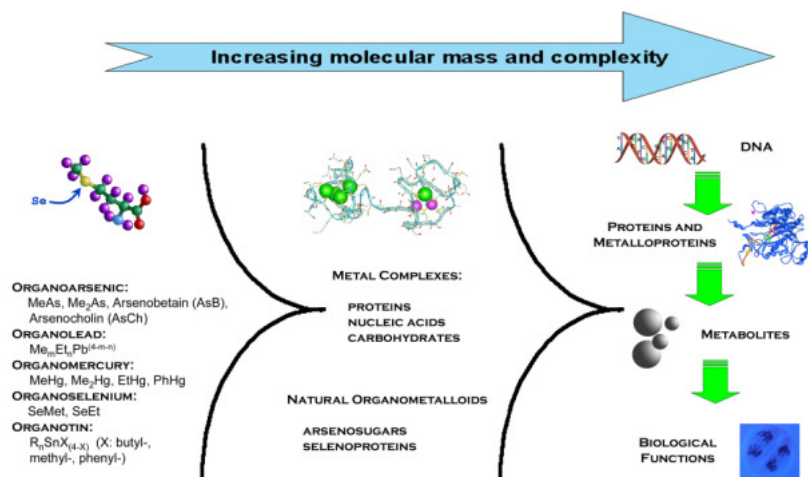 Increasing molecular mass and complexity
Se
ORGANOARSENIC:
MeAs, Me₂As, Arsenobetain (AsB),
Arsenocholin (AsCh)
ORGANOLEAD:
MeₘEtₙPb⁽⁴⁻ᵐ⁻ⁿ⁾
ORGANOMERCURY:
MeHg, Me₂Hg, EtHg, PhHg
ORGANOSELENIUM:
SeMet, SeEt
ORGANOTIN:
RₙSnX₍₄₋X₎ (X: butyl-,
methyl-, phenyl-)
METAL COMPLEXES:
PROTEINS
NUCLEIC ACIDS
CARBOHYDRATES
NATURAL ORGANOMETALLOIDS
ARSENOSUGARS
SELENOPROTEINS
DNA
PROTEINS AND
METALLOPROTEINS
METABOLITES
BIOLOGICAL
FUNCTIONS